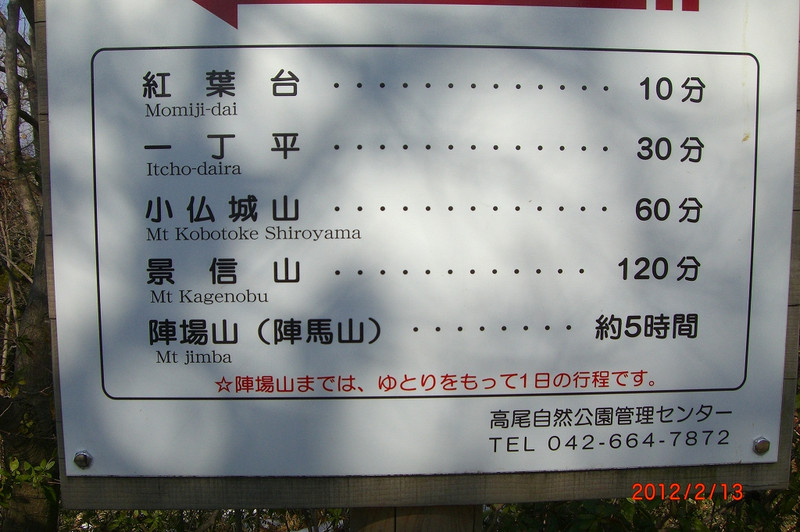 紅葉台 ・・・・・・・・・・・・・ 10分
Momiji-dai
一丁平 ・・・・・・・・・・・・・ 30分
Itcho-daira
小仏城山 ・・・・・・・・・・・・・ 60分
Mt Kobotoke Shiroyama
景信山 ・・・・・・・・・・・・ 120分
Mt Kagenobu
陣場山（陣馬山） ・・・・・・・・ 約5時間
Mt jimba
☆陣場山までは、ゆとりをもって1日の行程です。
高尾自然公園管理センター
TEL 042-664-7872
2012/2/13